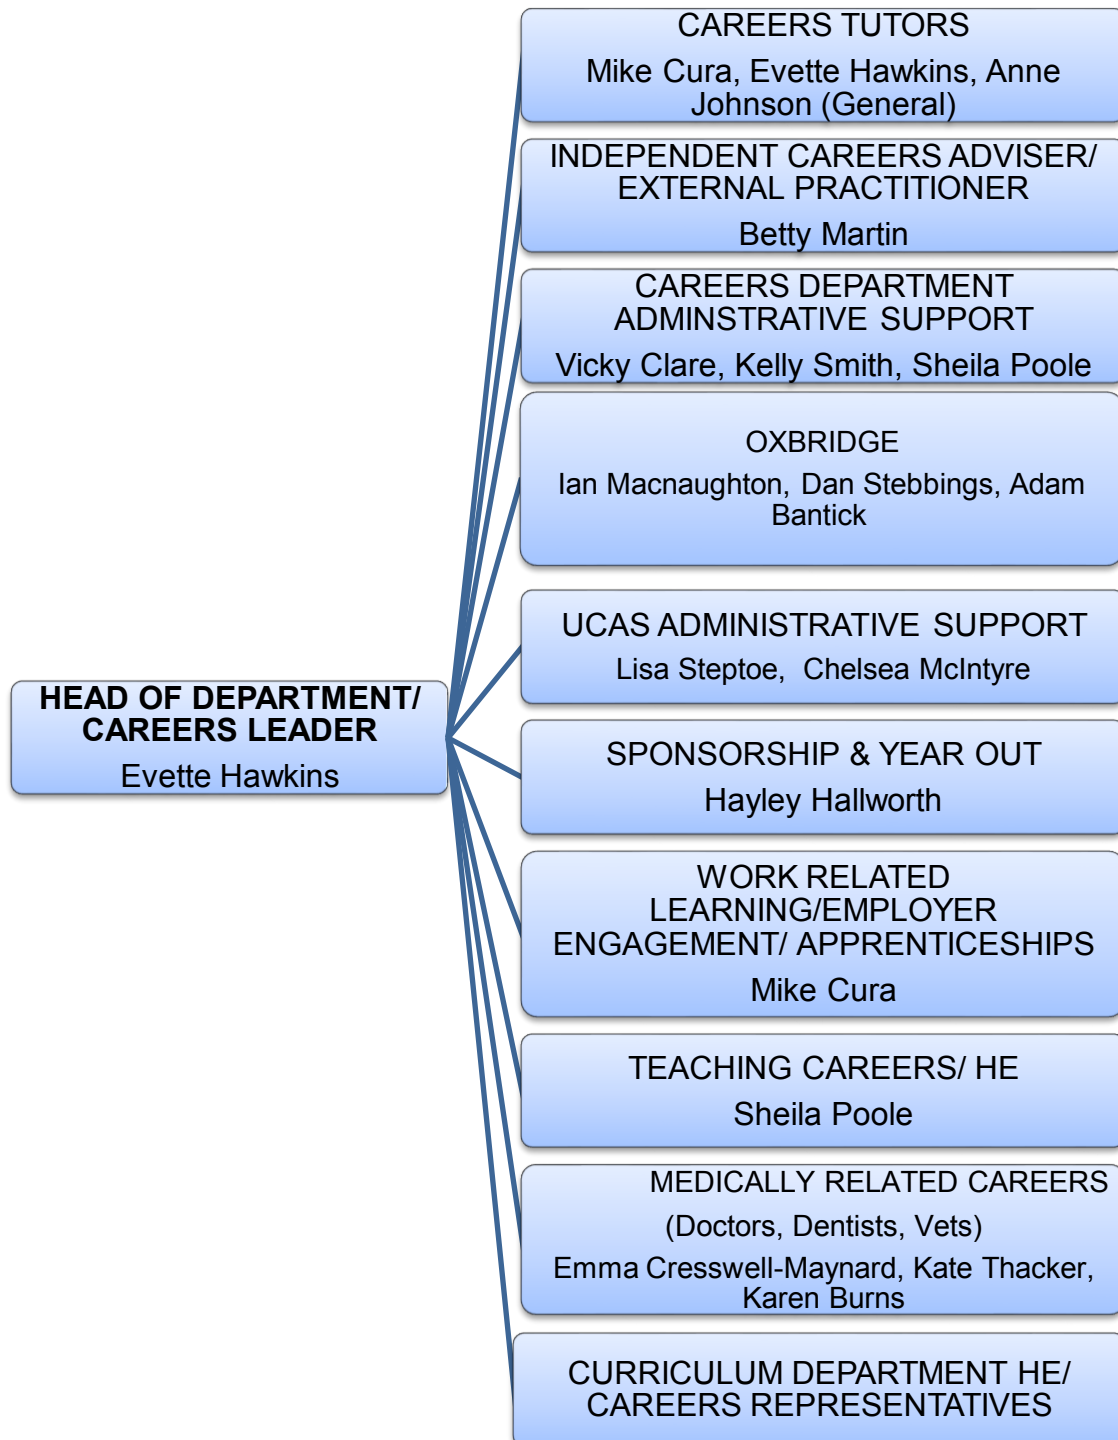 CAREERS TUTORS
Mike Cura, Evette Hawkins, Anne
Johnson (General)
INDEPENDENT CAREERS ADVISER/
EXTERNAL PRACTITIONER
Betty Martin
CAREERS DEPARTMENT
ADMINSTRATIVE SUPPORT
Vicky Clare, Kelly Smith, Sheila Poole
OXBRIDGE
Ian Macnaughton, Dan Stebbings, Adam
Bantick
UCAS ADMINISTRATIVE SUPPORT
Lisa Steptoe, Chelsea McIntyre
HEAD OF DEPARTMENT/
CAREERS LEADER
Evette Hawkins
SPONSORSHIP & YEAR OUT
Hayley Hallworth
WORK RELATED
LEARNING/EMPLOYER
ENGAGEMENT/ APPRENTICESHIPS
Mike Cura
TEACHING CAREERS/ HE
Sheila Poole
MEDICALLY RELATED CAREERS
(Doctors, Dentists, Vets)
Emma Cresswell-Maynard, Kate Thacker,
Karen Burns
CURRICULUM DEPARTMENT HE/
CAREERS REPRESENTATIVES